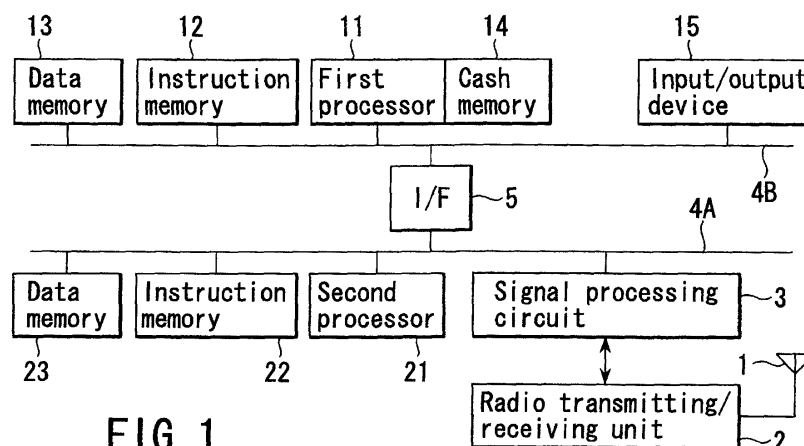 13 12 11 14 15
Data memory
Instruction memory
First processor
Cash memory
Input/output device
4B
I/F 5
4A
Data memory
Instruction memory
Second processor
Signal processing circuit
3
23 22 21
1
Radio transmitting/ receiving unit
2
FIG. 1